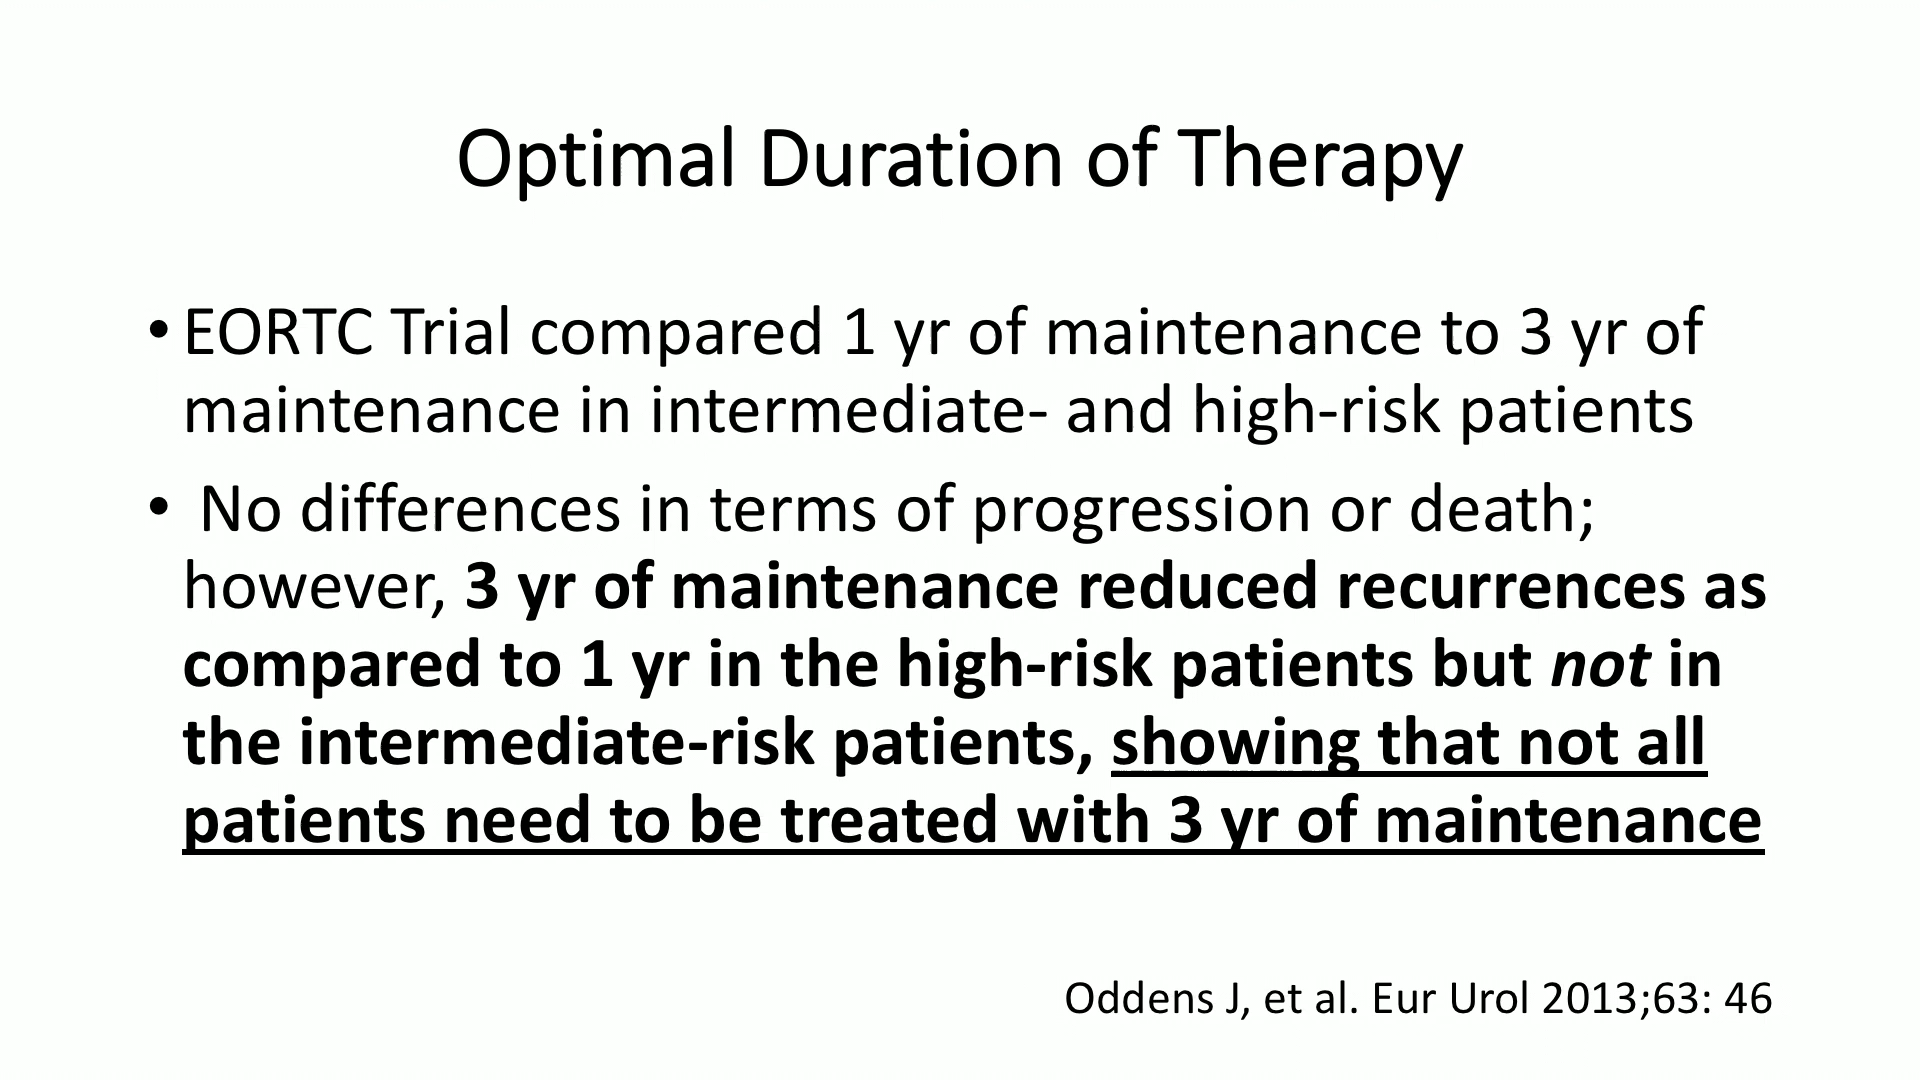 Optimal Duration of Therapy
• EORTC Trial compared 1 yr of maintenance to 3 yr of
maintenance in intermediate- and high-risk patients
• No differences in terms of progression or death;
however, 3 yr of maintenance reduced recurrences as
compared to 1 yr in the high-risk patients but not in
the intermediate-risk patients, showing that not all
patients need to be treated with 3 yr of maintenance
Oddens J, et al. Eur Urol 2013;63: 46